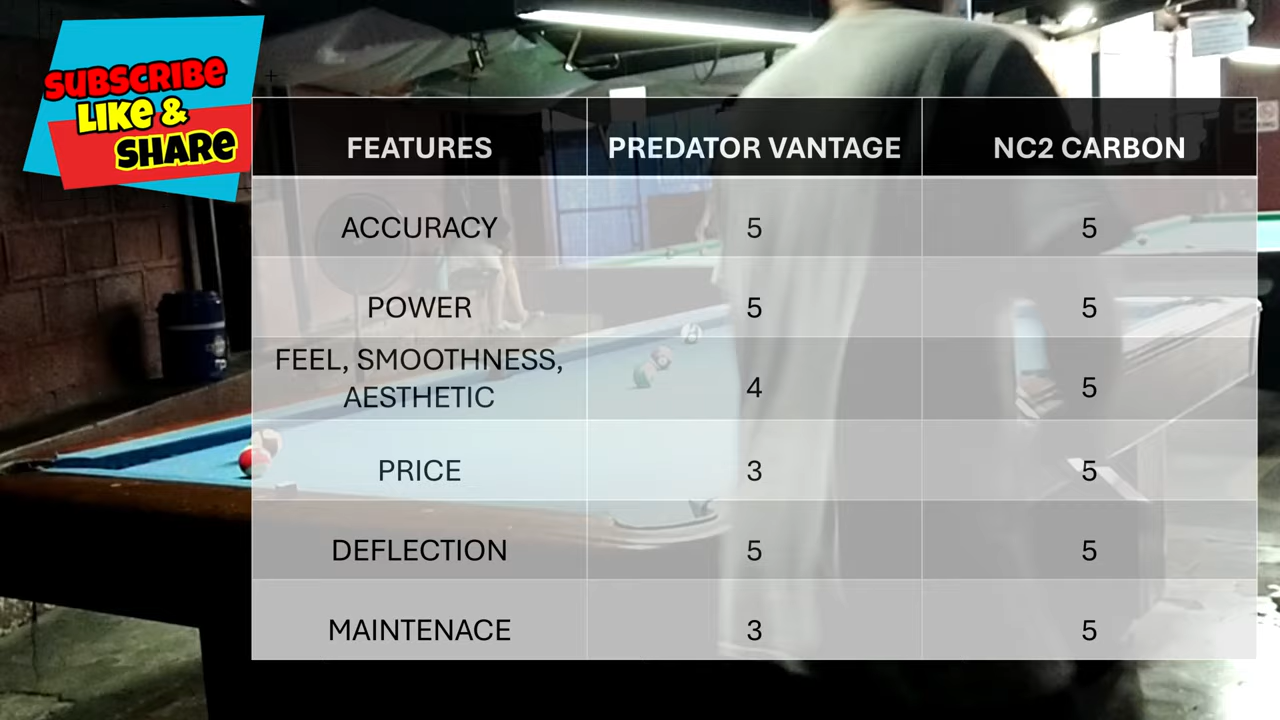 SUBSCRIBE
LIKE &
SHARE
FEATURES PREDATOR VANTAGE NC2 CARBON
ACCURACY 5 5
POWER 5 5
FEEL, SMOOTHNESS,
AESTHETIC 4 5
PRICE 3 5
DEFLECTION 5 5
MAINTENACE 3 5